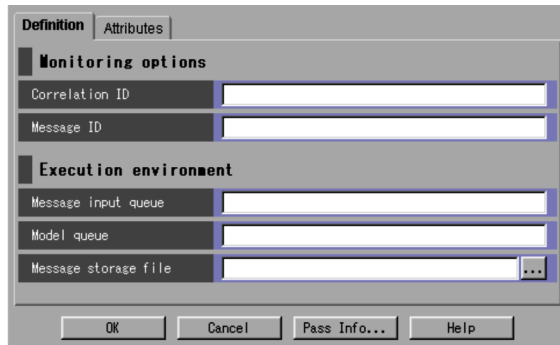 Definition
Attributes
Monitoring options
Correlation ID
Message ID
Execution environment
Message input queue
Model queue
Message storage file
...
OK
Cancel
Pass Info...
Help